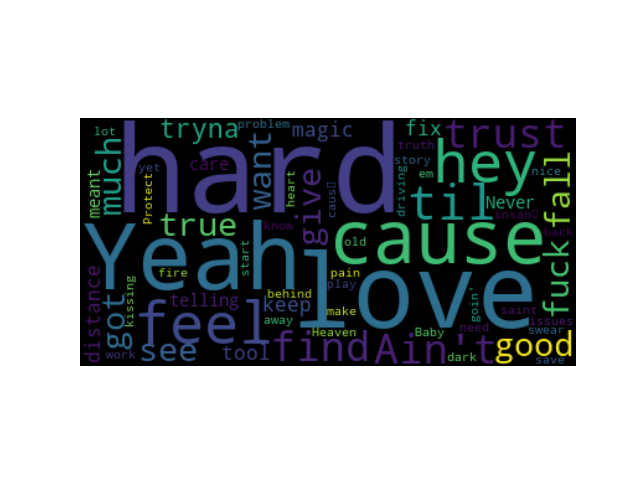 lot
tryna
problem
magic
fix
trust
hard
hey
truth
story
em
nice
yet
care
want
heart
give
caus▯
driving
til
Never
insan▯
fall
much
meant
Protect
true
know
old
cause
back
Yeah
love
fuck
distance
kissing
got
fire
start
telling
feel
behind
keep
away
pain
play
make
Heaven
Baby
goin'
saint
need
issues
swear
work
see
tool
find
Ain't
dark
good
save